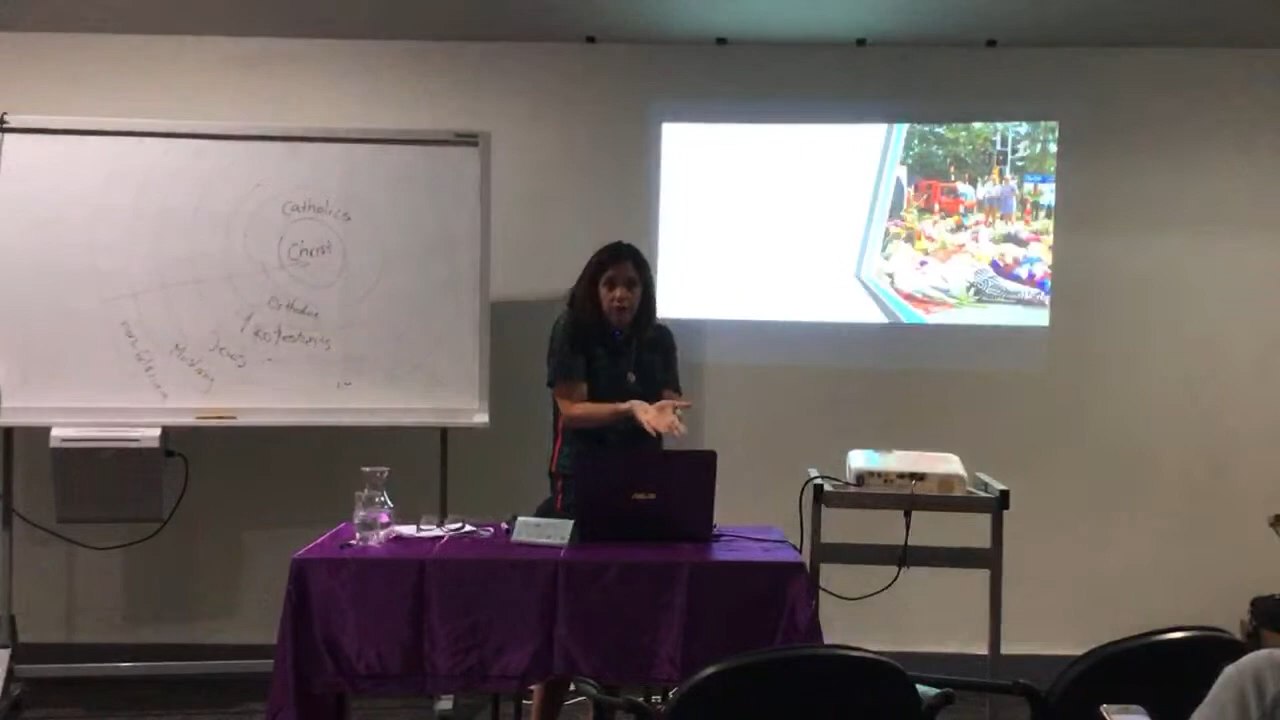 Catholics
Christ
Orthodox
Protestants
Jews
Muslims
ASUS